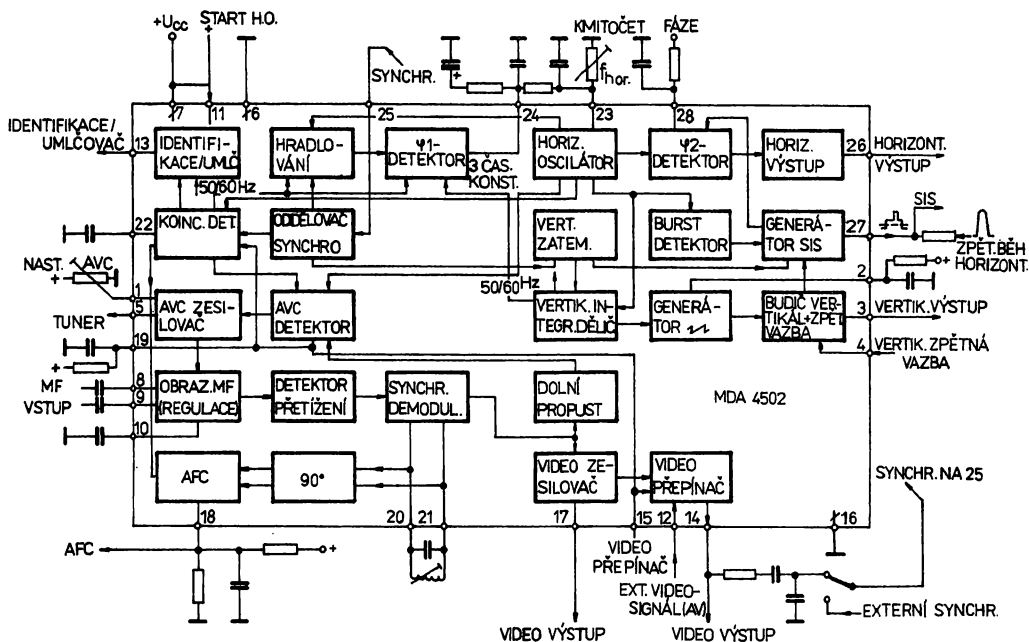 +Ucc
START H.O.
+
SYNCHR.
KMITOČET
FÁZE
+
fhor.
7
11
6
25
24
23
28
IDENTIFIKACE/
UMLČOVAČ
13
IDENTIFI-
KACE/UMLČ
HRADLO-
VÁNÍ
φ1-
DETEKTOR
3 ČAS.
KONST.
HORIZ.
OSCILÁTOR
φ2-
DETEKTOR
HORIZ.
VÝSTUP
26
HORIZONT.
VÝSTUP
50/60Hz
22
KOINC. DET.
ODDĚLOVAČ
SYNCHRO
VERT.
ZATEM.
BURST
DETEKTOR
GENERÁ-
TOR SIS
27
SIS
ZPĚT. BĚH
HORIZONT.
NAST.
AVC
+
1
5
TUNER
AVC ZESI-
LOVAČ
AVC
DETEKTOR
50/60Hz
VERTIK. IN-
TEGR. DĚLIČ
GENERÁ-
TOR
BUDIČ VER-
TIKÁL+ZPĚT
VAZBA
2
+
3
VERTIK. VÝSTUP
4
VERTIK. ZPĚTNÁ
VAZBA
19
+
MF
VSTUP
8
9
10
OBRAZ. MF
(REGULACE)
DETEKTOR
PŘETÍŽENÍ
SYNCHR.
DEMODUL.
DOLNÍ
PROPUST
MDA 4502
AFC
90°
VIDEO ZE-
SILOVAČ
VIDEO
PŘEPÍNAČ
SYNCHR. NA 25
18
20
21
17
15
12
14
16
AFC
+
VIDEO
PŘEPÍNAČ
EXT. VIDEO-
SIGNÁL (AV)
EXTERNÍ SYNCHR.
VIDEO VÝSTUP
VIDEO VÝSTUP